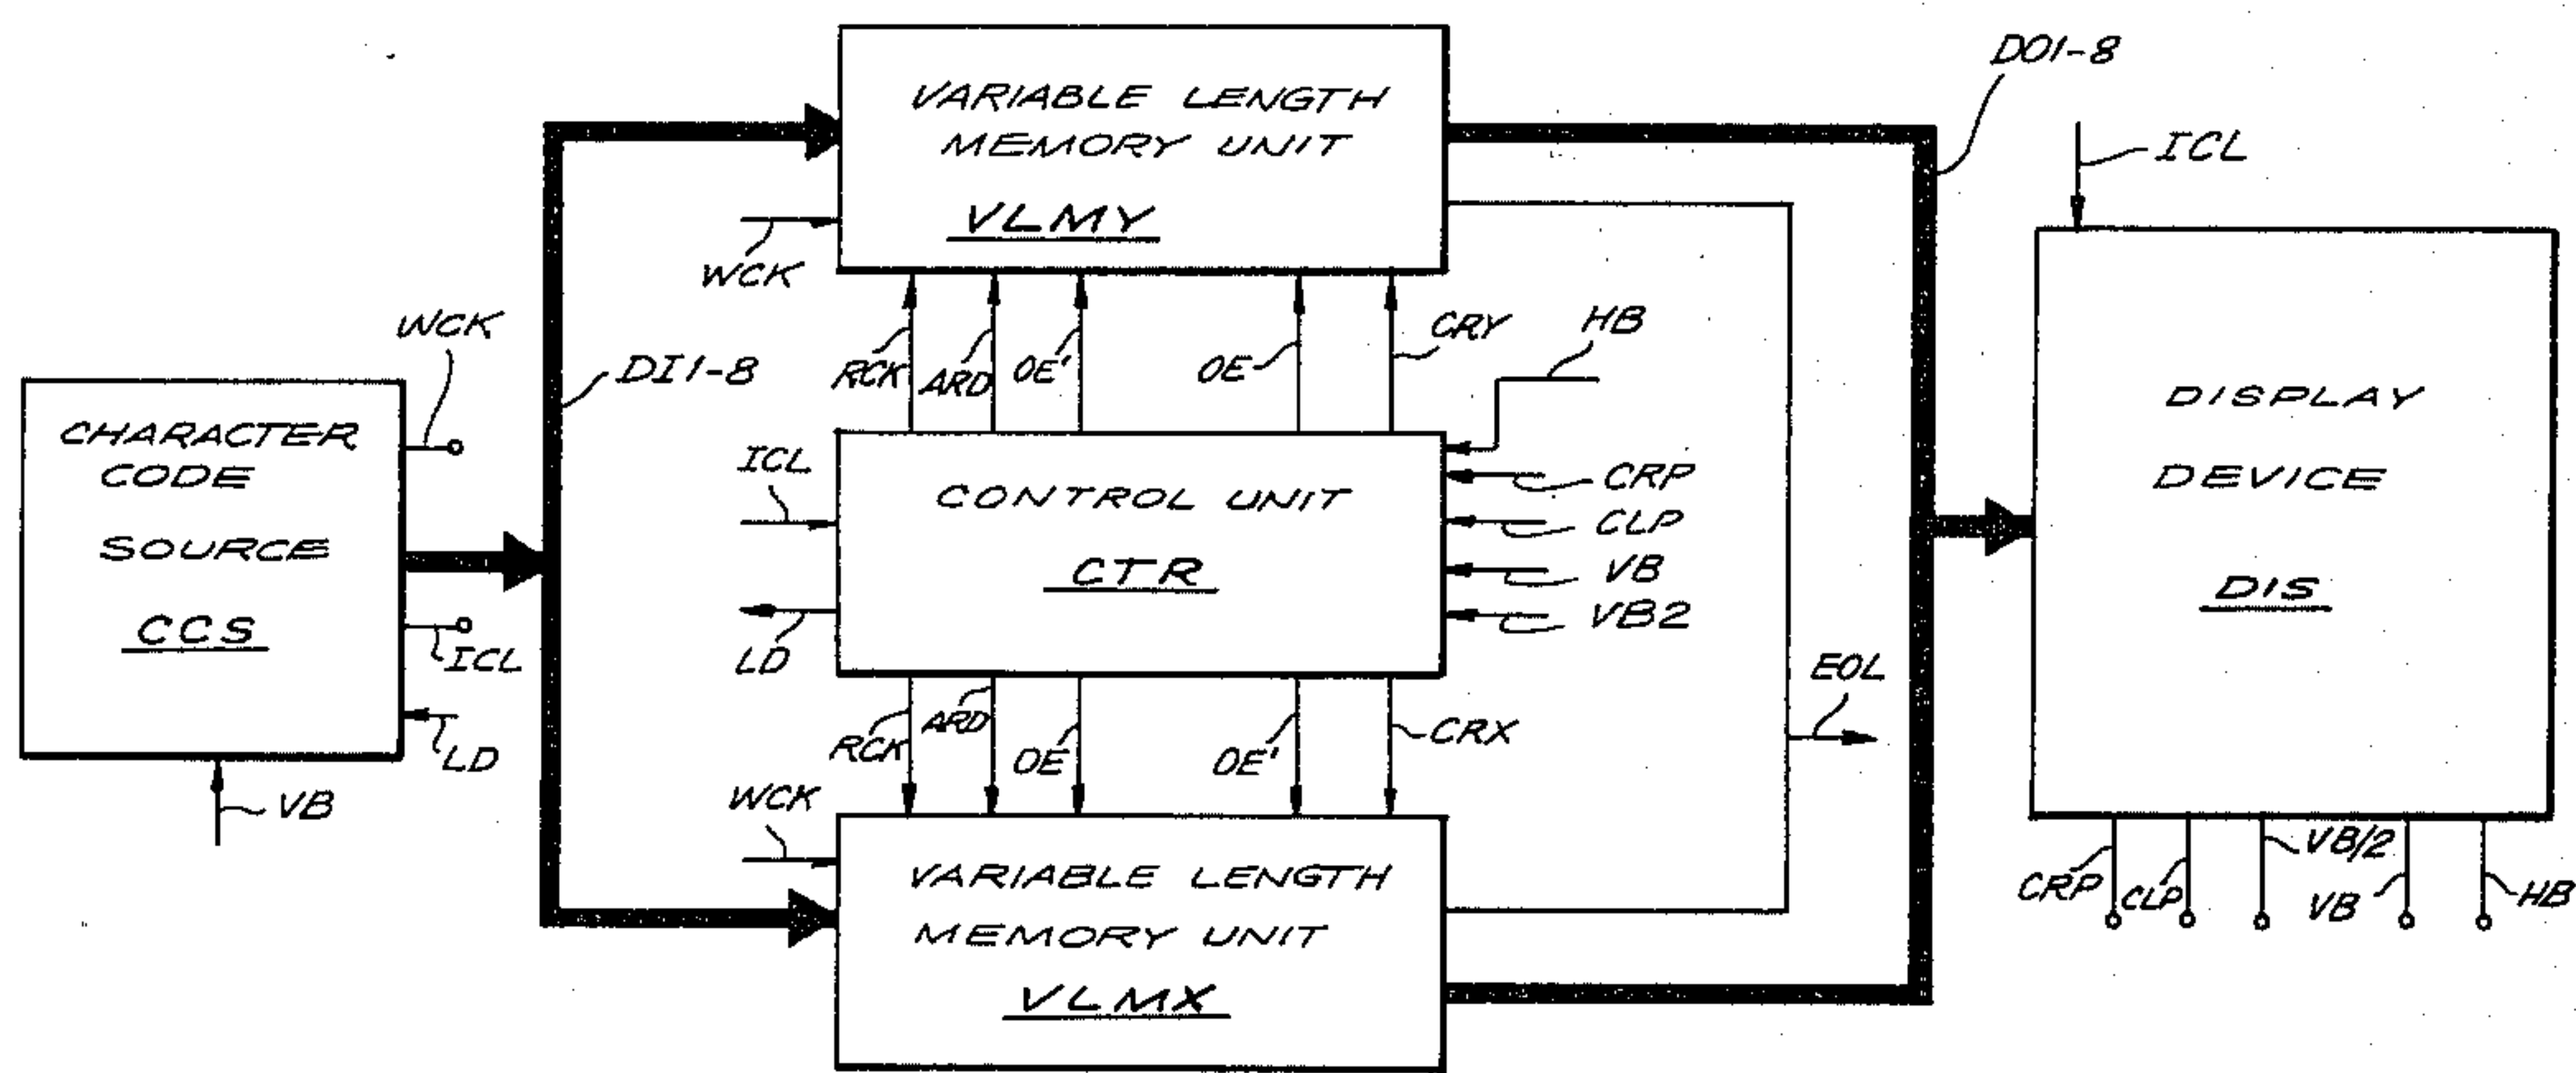 WCK
CHARACTER
CODE
SOURCE
CCS
ICL
LD
VB
DI1-8
VARIABLE LENGTH
MEMORY UNIT
VLMY
WCK
RCK
ARD
OE'
OE
CRY
HB
ICL
CONTROL UNIT
CTR
LD
CRP
CLP
VB
VB2
RCK
ARD
OE
OE'
CRX
WCK
VARIABLE LENGTH
MEMORY UNIT
VLMX
EOL
DO1-8
ICL
DISPLAY
DEVICE
DIS
CRP
CLP
VB/2
VB
HB